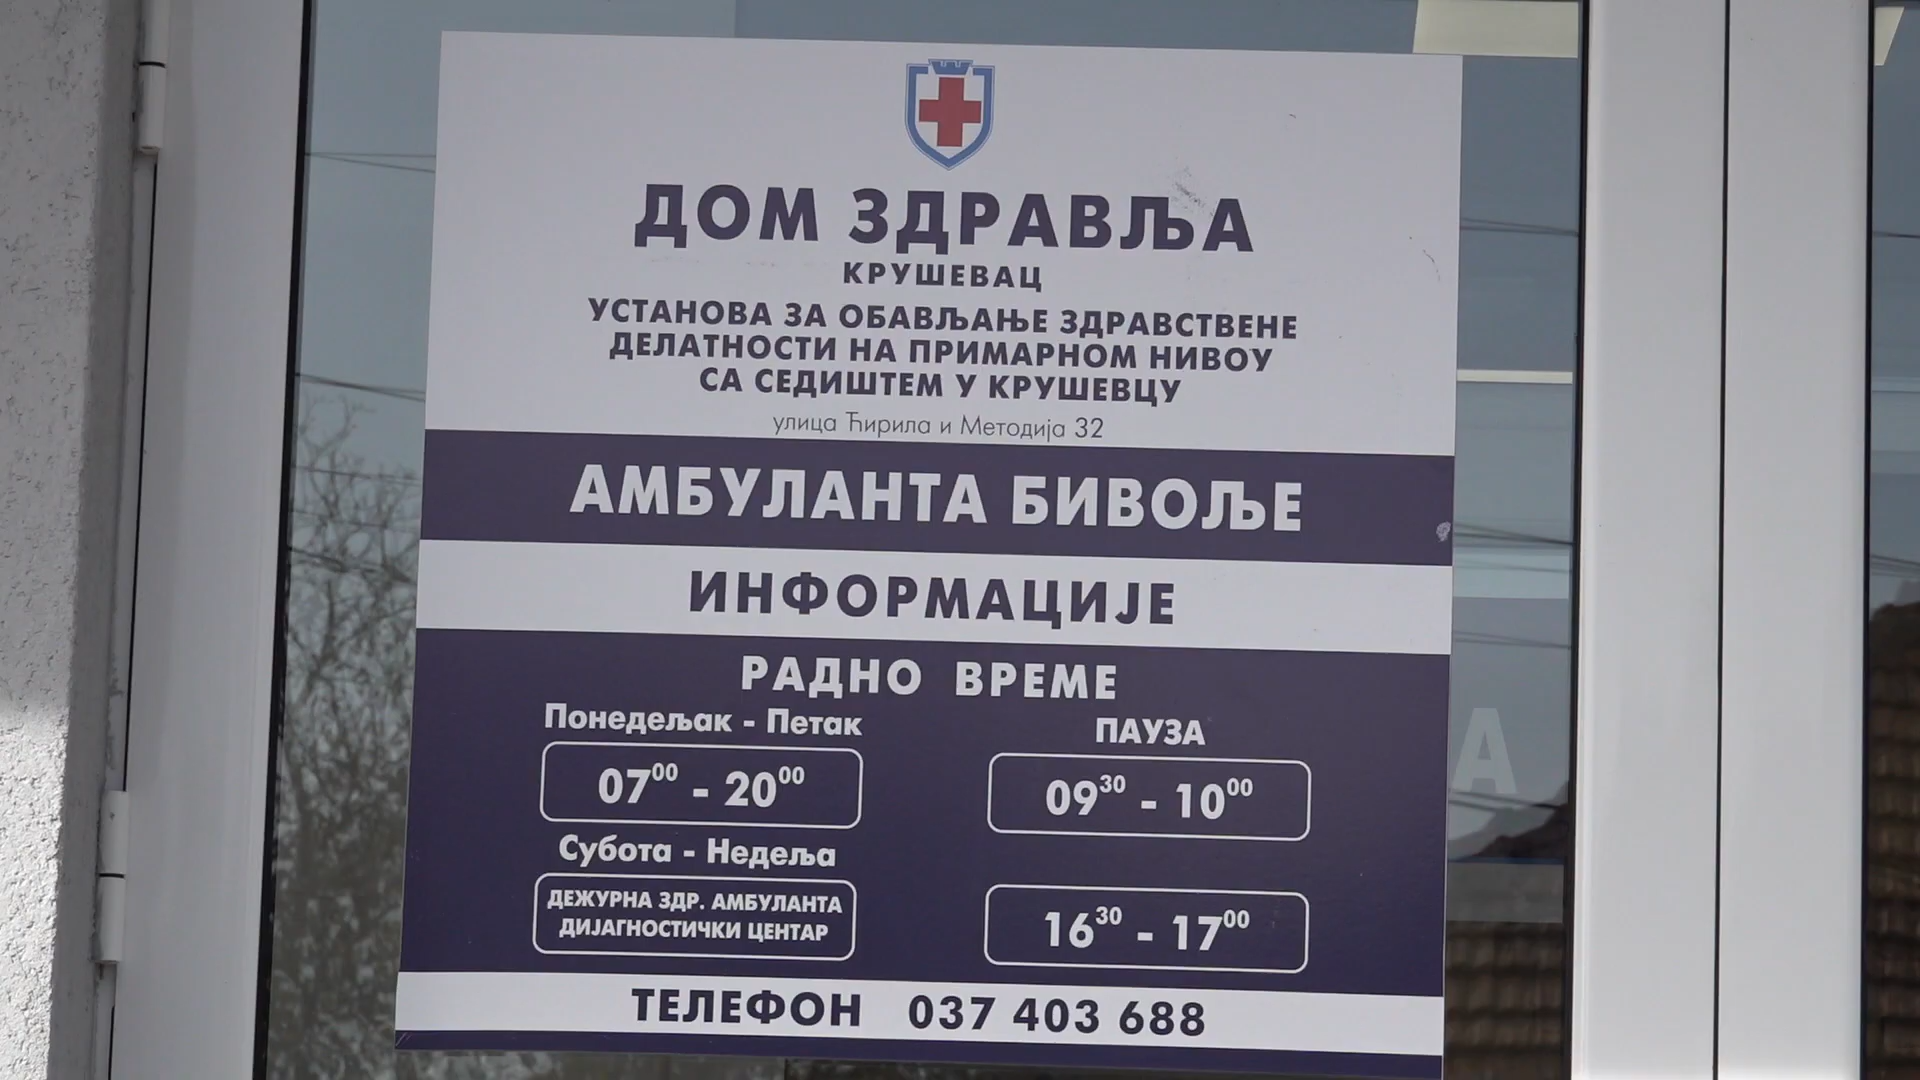 ДОМ ЗДРАВЉА
КРУШЕВАЦ
УСТАНОВА ЗА ОБАВЉАЊЕ ЗДРАВСТВЕНЕ
ДЕЛАТНОСТИ НА ПРИМАРНОМ НИВОУ
СА СЕДИШТЕМ У КРУШЕВЦУ
улица Ћирила и Методија 32
АМБУЛАНТА БИВОЉЕ
ИНФОРМАЦИЈЕ
РАДНО ВРЕМЕ
Понедељак - Петак
07⁰⁰ - 20⁰⁰
Субота - Недеља
ДЕЖУРНА ЗДР. АМБУЛАНТА
ДИЈАГНОСТИЧКИ ЦЕНТАР
ПАУЗА
09³⁰ - 10⁰⁰
16³⁰ - 17⁰⁰
ТЕЛЕФОН 037 403 688
А